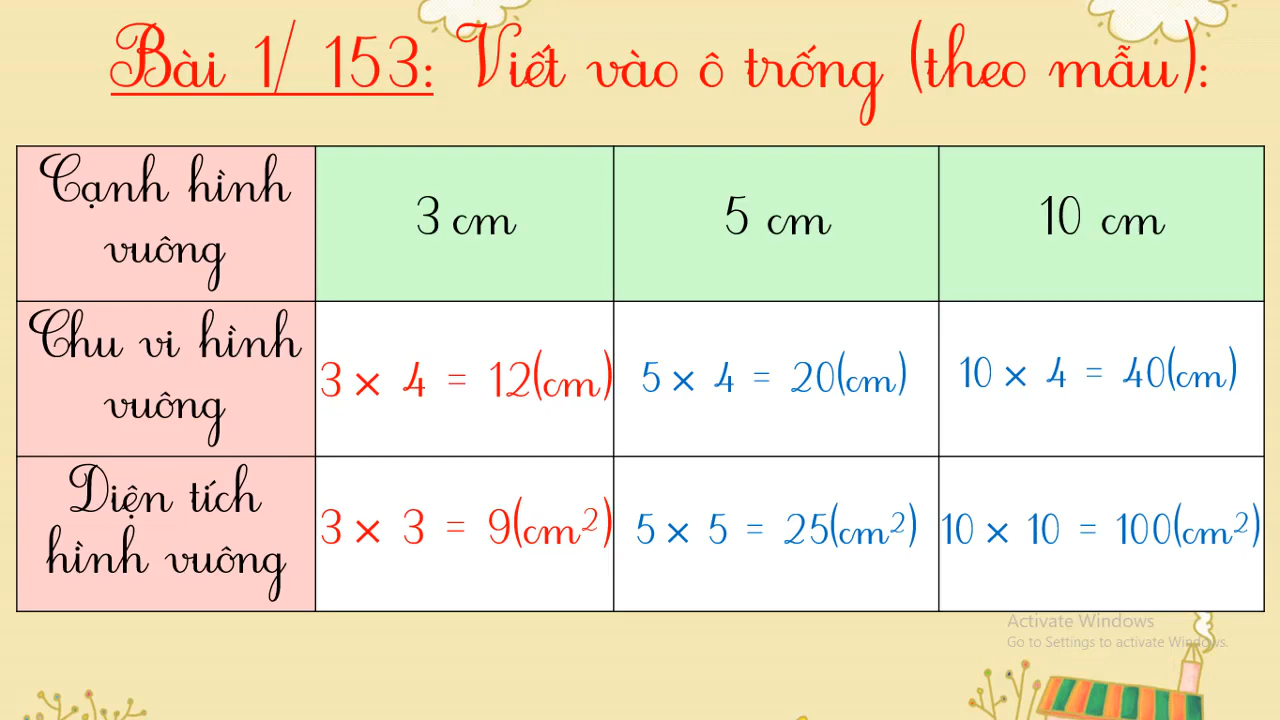 Bài 1/ 153: Viết vào ô trống (theo mẫu):
Cạnh hình
vuông
3 cm
5 cm
10 cm
Chu vi hình
vuông
3 × 4 = 12(cm)
5 × 4 = 20(cm)
10 × 4 = 40(cm)
Diện tích
hình vuông
3 × 3 = 9(cm²)
5 × 5 = 25(cm²)
10 × 10 = 100(cm²)
Activate Windows
Go to Settings to activate Windows.